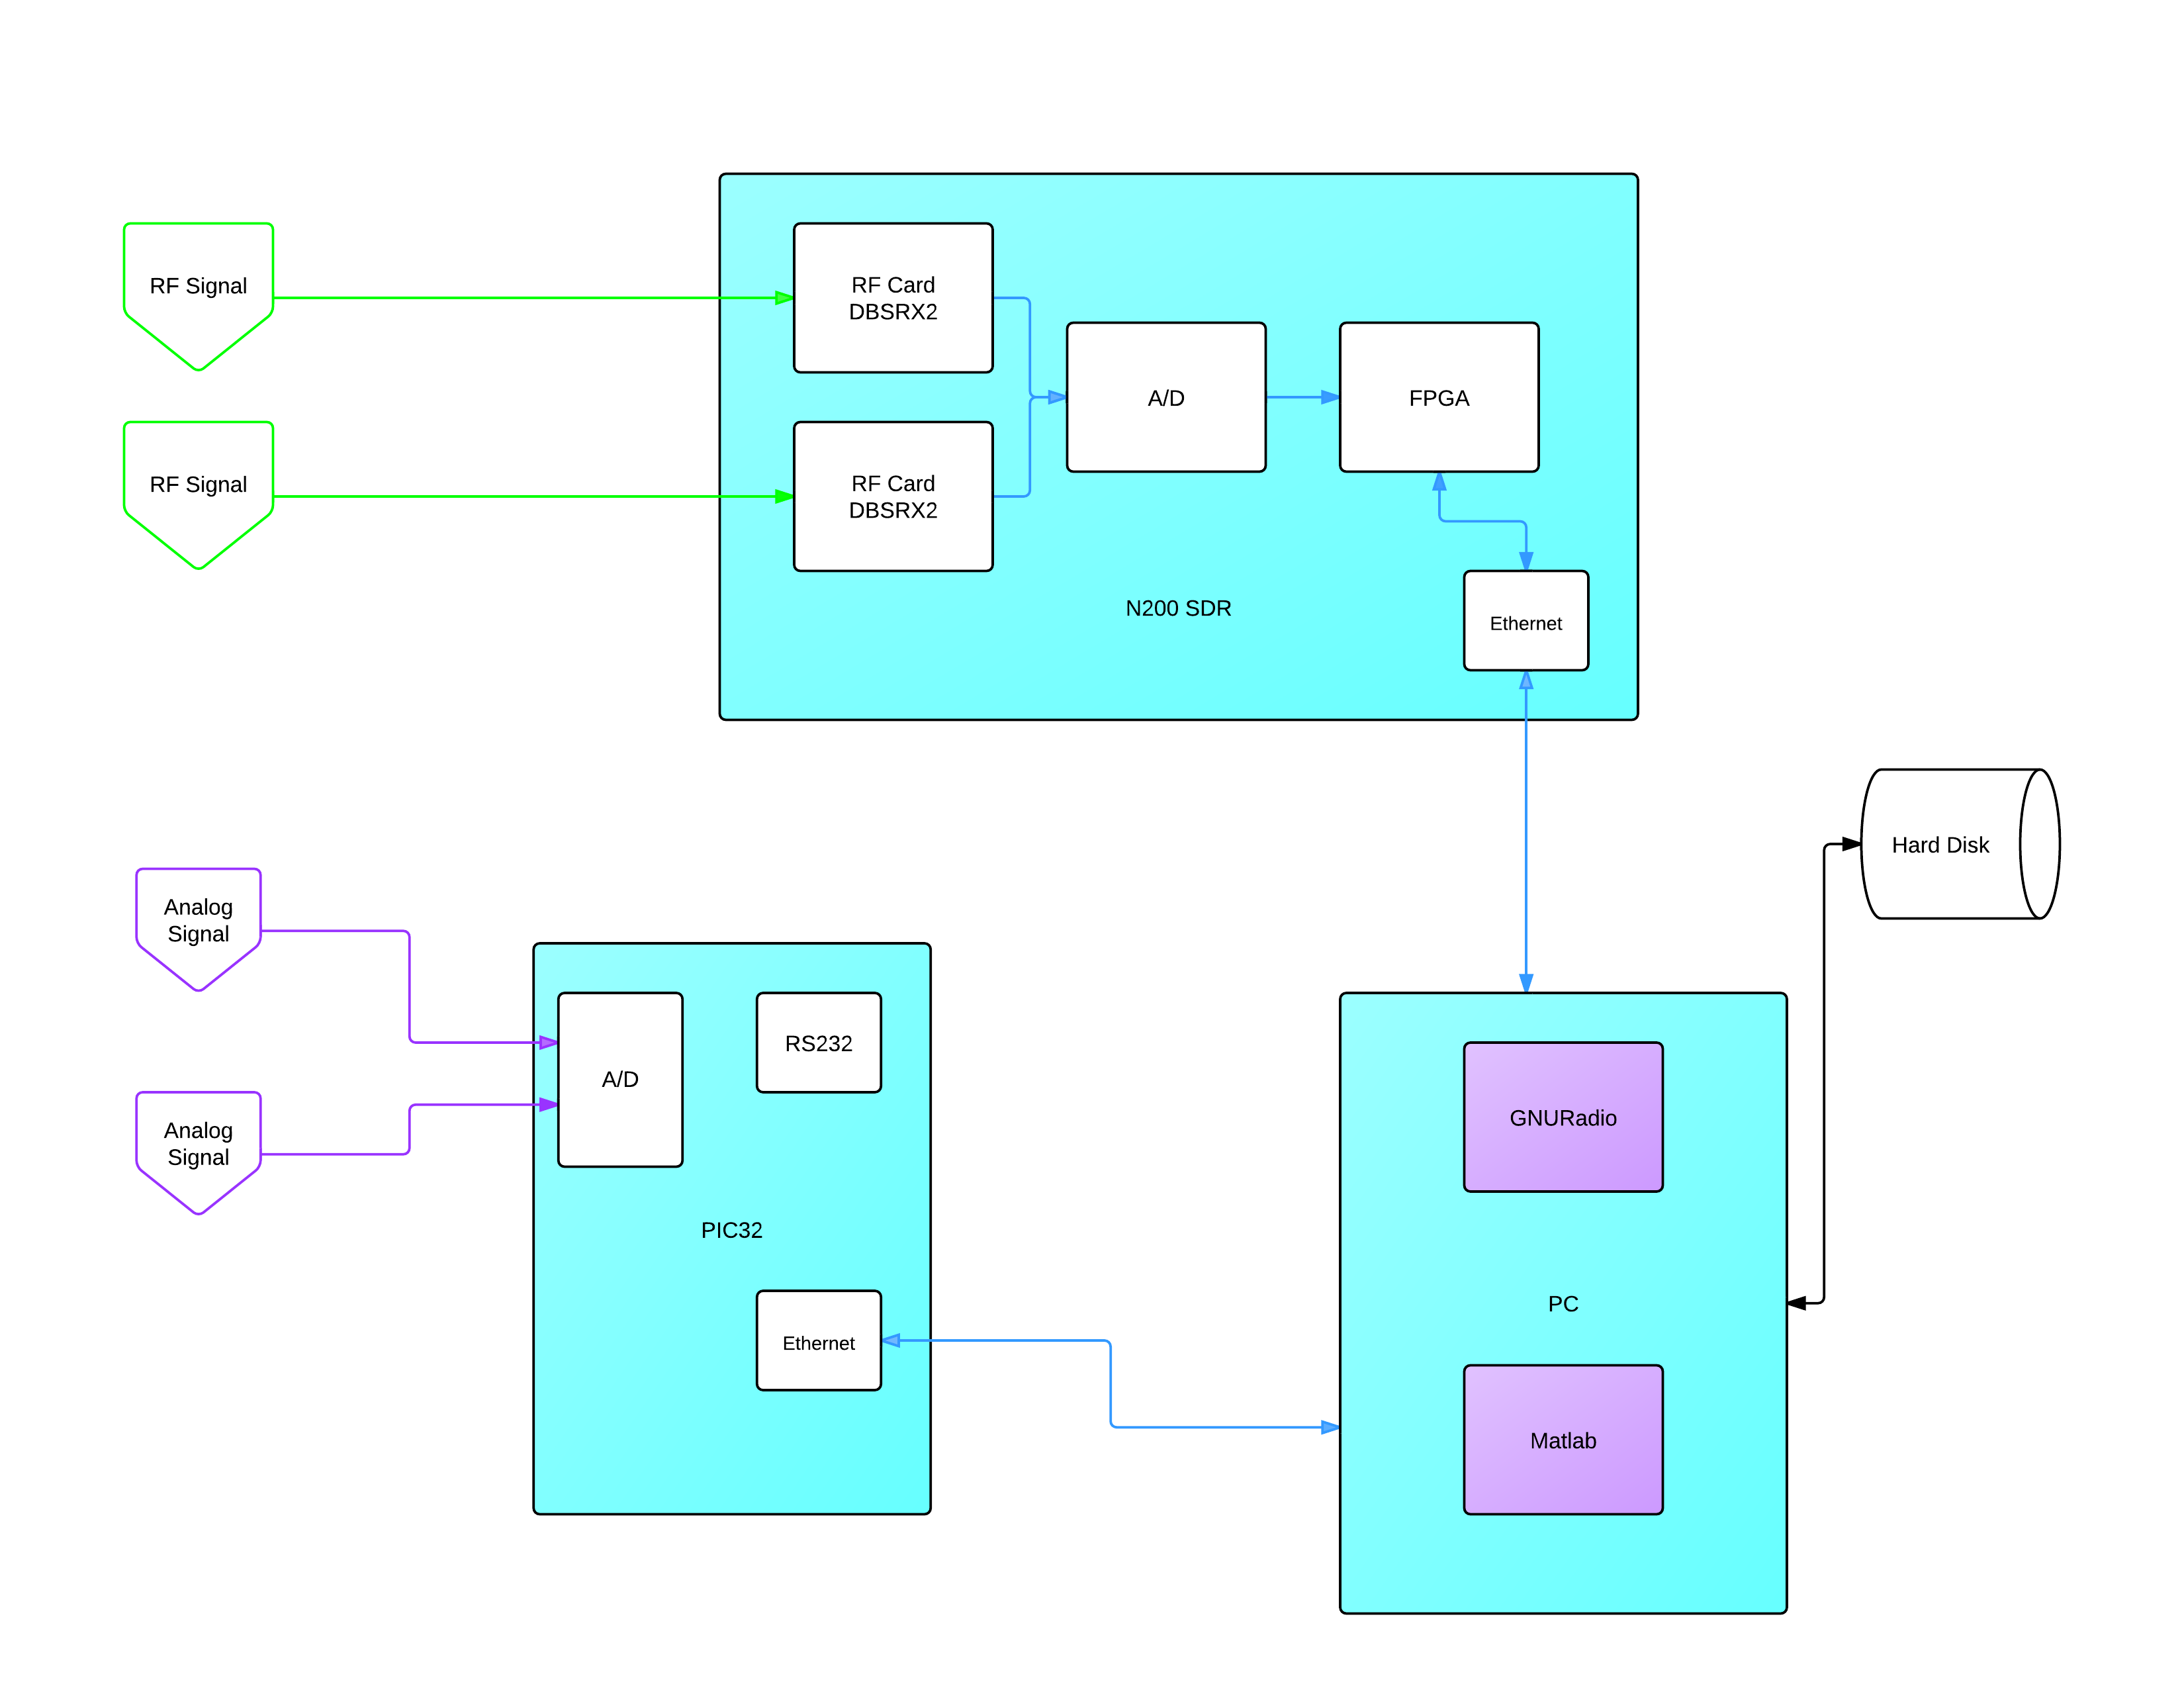 RF Signal
RF Card
DBSRX2
A/D
FPGA
RF Signal
RF Card
DBSRX2
N200 SDR
Ethernet
Hard Disk
Analog
Signal
RS232
A/D
GNURadio
Analog
Signal
PIC32
PC
Ethernet
Matlab